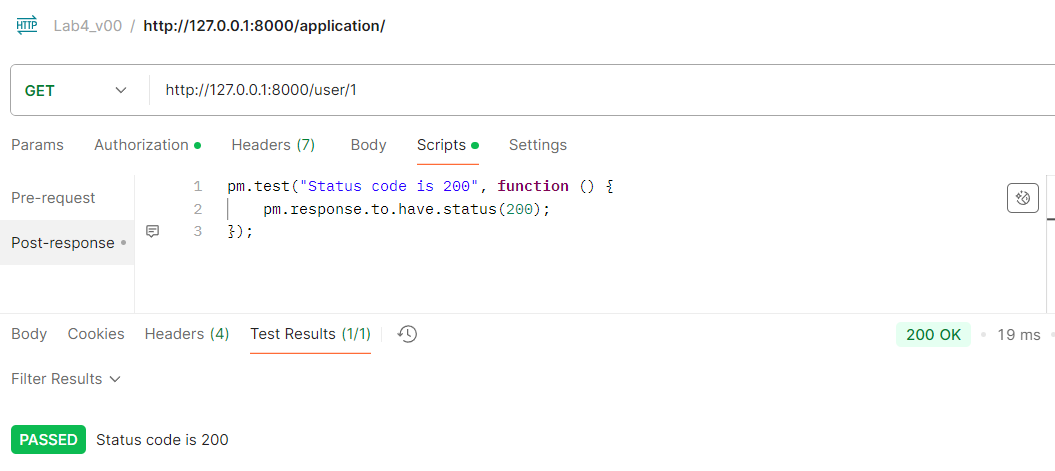 HTTP Lab4_v00 / http://127.0.0.1:8000/application/
GET http://127.0.0.1:8000/user/1
Params Authorization Headers (7) Body Scripts Settings
Pre-request
Post-response
1 pm.test("Status code is 200", function () {
2 pm.response.to.have.status(200);
3 });
Body Cookies Headers (4) Test Results (1/1) 200 OK 19 ms
Filter Results
PASSED Status code is 200